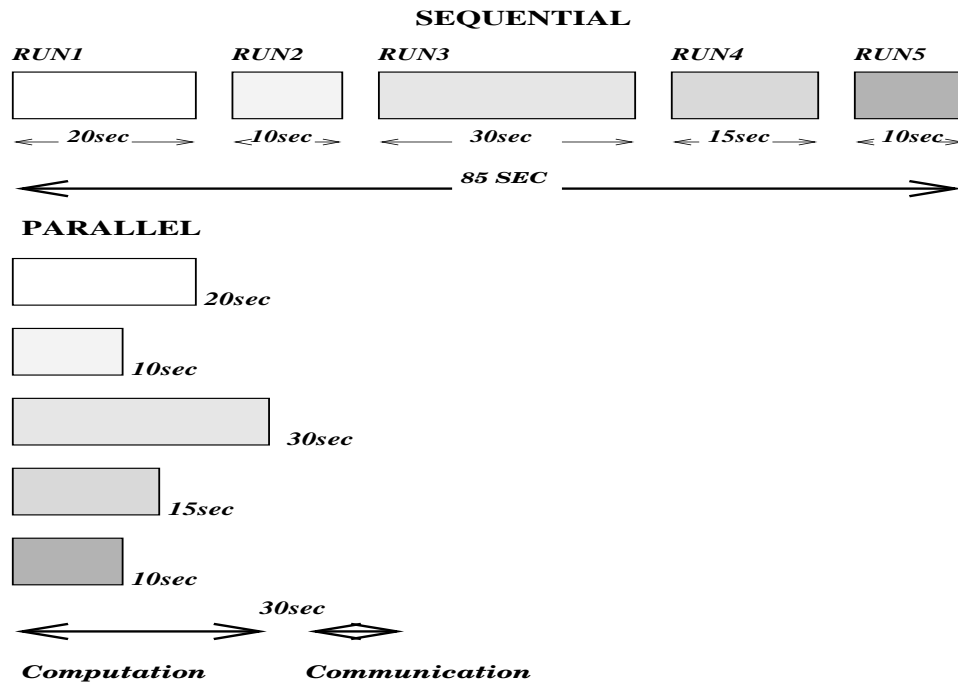 SEQUENTIAL
RUN1 RUN2 RUN3 RUN4 RUN5
20sec 10sec 30sec 15sec 10sec
85 SEC
PARALLEL
20sec
10sec
30sec
15sec
10sec
30sec
Computation Communication